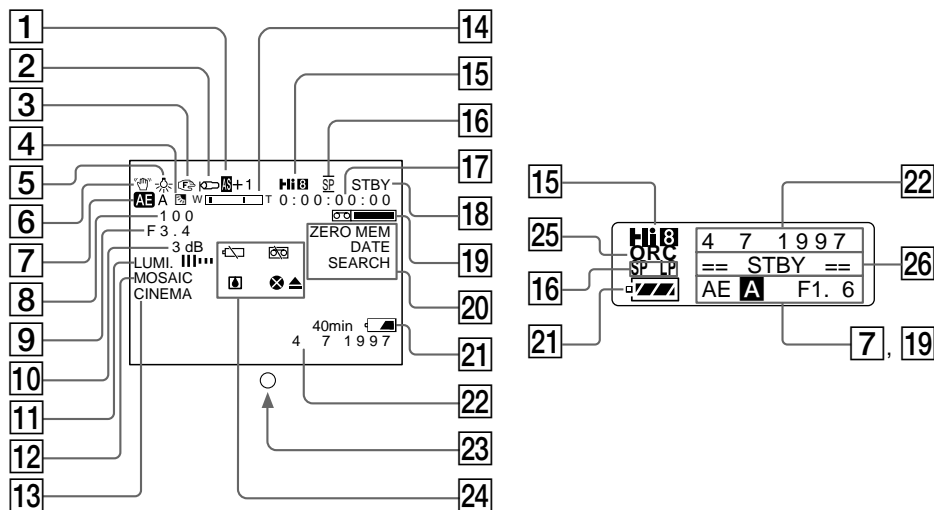 1
2
3
4
5
6
7
8
9
10
11
12
13
14
15
16
17
18
19
20
21
22
23
24
AS+1
Hi8 SP STBY
AE A W T 0:00:00:00
100
F3.4
3 dB
LUMI.
MOSAIC
CINEMA
ZERO MEM
DATE
SEARCH
40min
4 7 1997
15
25
16
21
22
26
7, 19
Hi8
ORC
SP LP
4 7 1997
== STBY ==
AE A F1. 6